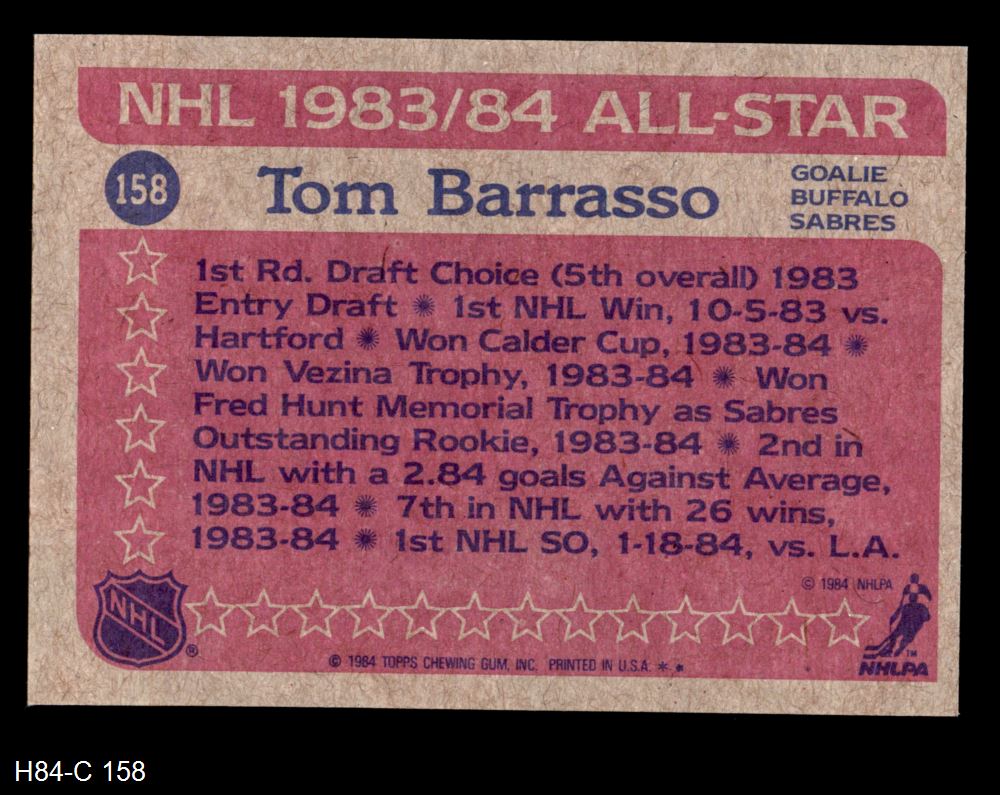 NHL 1983/84 ALL-STAR
158
Tom Barrasso
GOALIE
BUFFALO
SABRES
1st Rd. Draft Choice (5th overall) 1983
Entry Draft ✺ 1st NHL Win, 10-5-83 vs.
Hartford ✺ Won Calder Cup, 1983-84 ✺
Won Vezina Trophy, 1983-84 ✺ Won
Fred Hunt Memorial Trophy as Sabres
Outstanding Rookie, 1983-84 ✺ 2nd in
NHL with a 2.84 goals Against Average,
1983-84 ✺ 7th in NHL with 26 wins,
1983-84 ✺ 1st NHL SO, 1-18-84, vs. L.A.
© 1984 NHLPA
NHL ®
© 1984 TOPPS CHEWING GUM, INC. PRINTED IN U.S.A. *.*
TM
NHLPA
H84-C 158